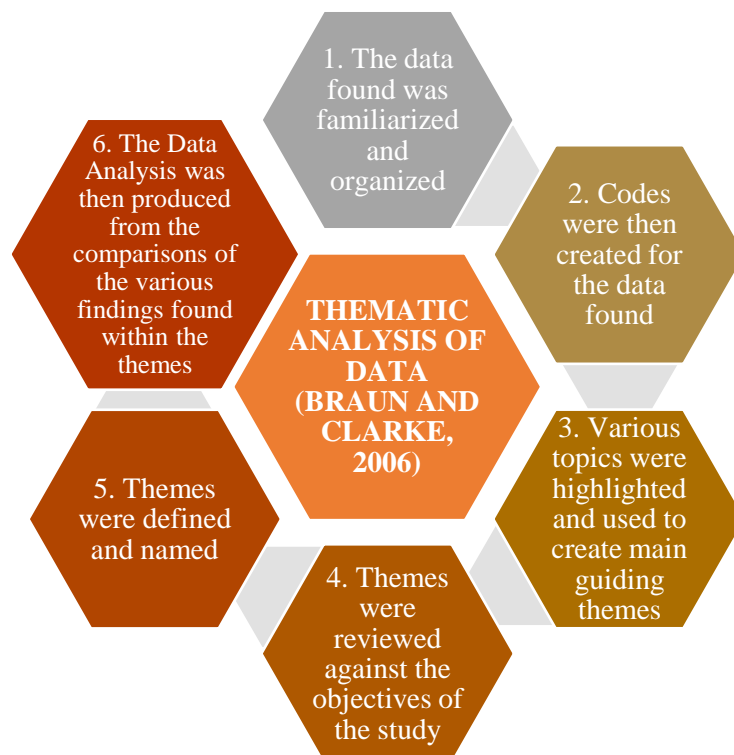 1. The data
found was
familiarized
and
organized
2. Codes
were then
created for
the data
found
3. Various
topics were
highlighted
and used to
create main
guiding
themes
4. Themes
were
reviewed
against the
objectives of
the study
5. Themes
were defined
and named
6. The Data
Analysis was
then produced
from the
comparisons of
the various
findings found
within the
themes
THEMATIC
ANALYSIS OF
DATA
(BRAUN AND
CLARKE,
2006)